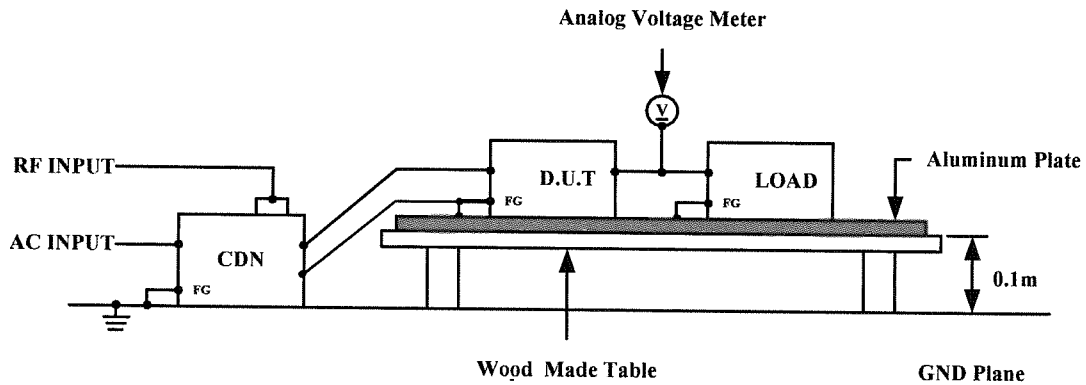 Analog Voltage Meter
V
RF INPUT
D.U.T
LOAD
Aluminum Plate
FG
FG
AC INPUT
CDN
FG
0.1m
Wood Made Table
GND Plane